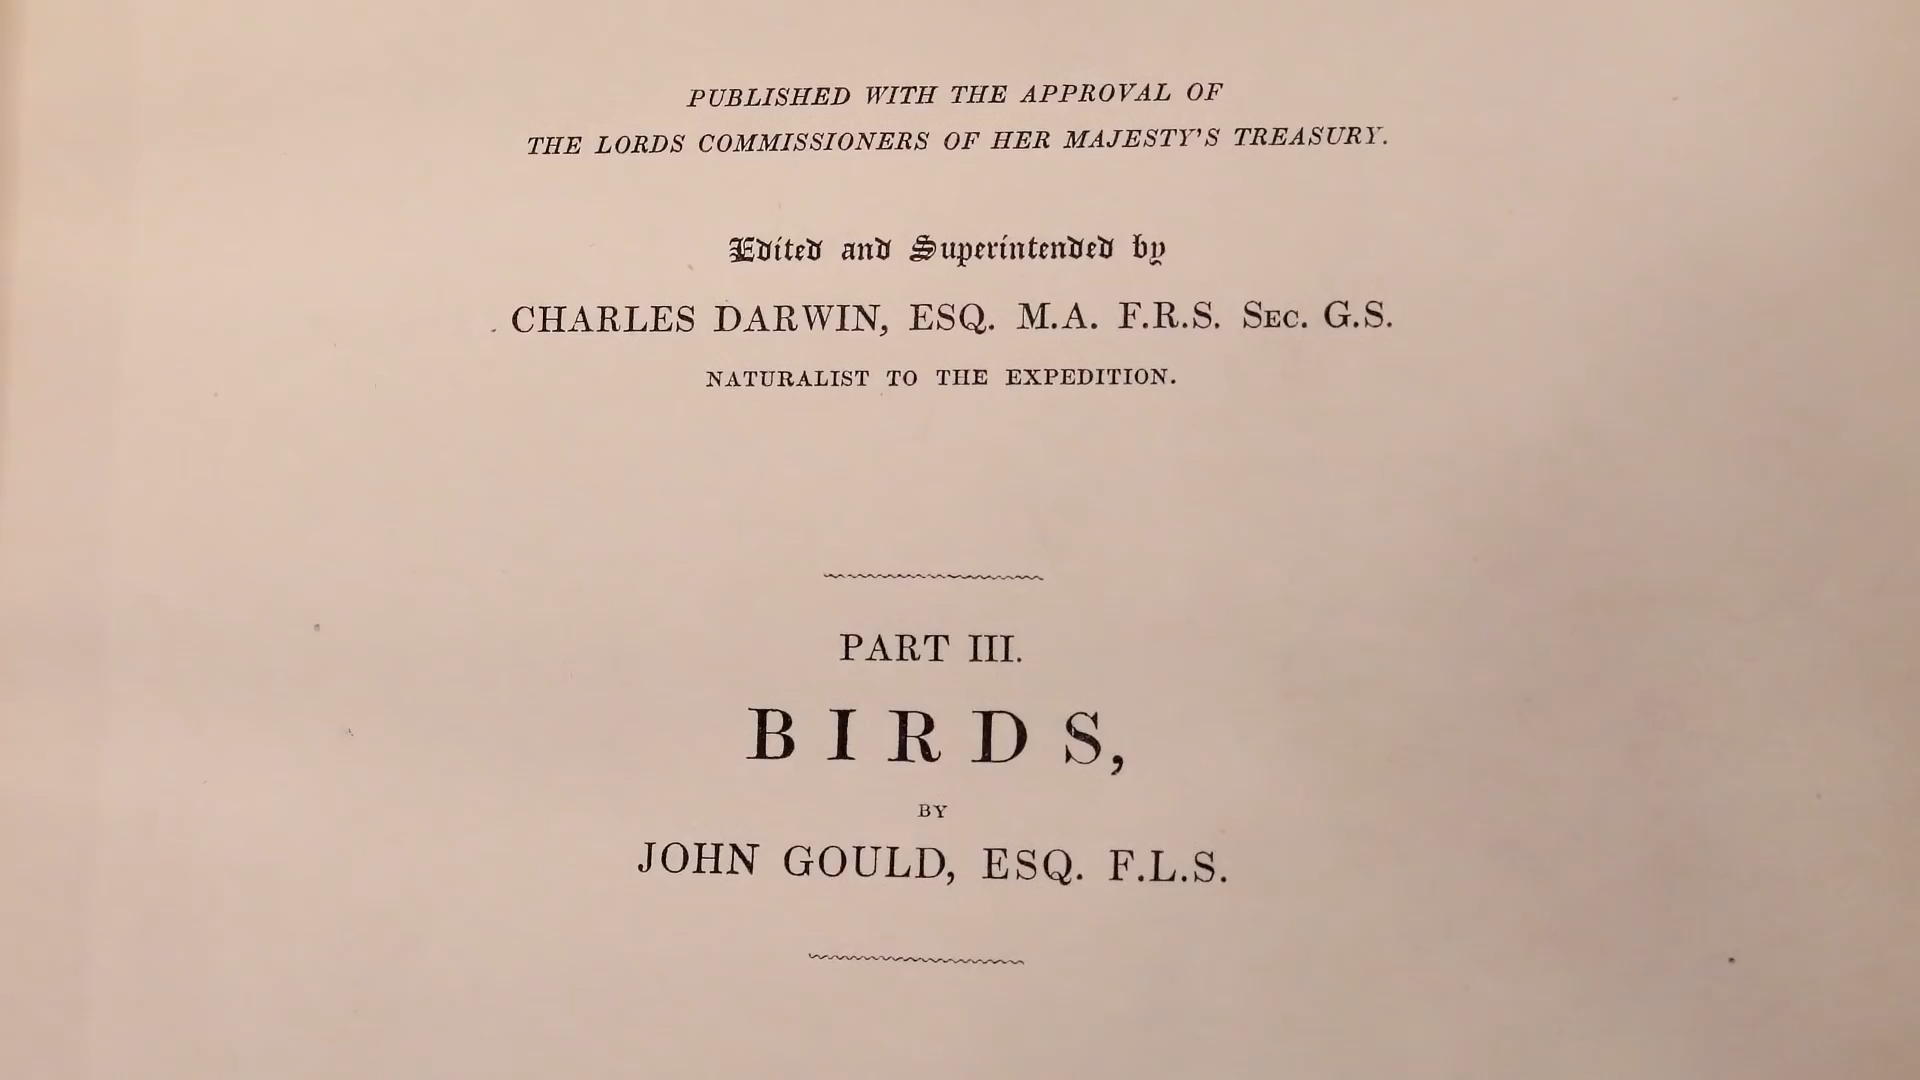 PUBLISHED WITH THE APPROVAL OF
THE LORDS COMMISSIONERS OF HER MAJESTY'S TREASURY.
Edited and Superintended by
CHARLES DARWIN, ESQ. M.A. F.R.S. SEC. G.S.
NATURALIST TO THE EXPEDITION.
PART III.
BIRDS,
BY
JOHN GOULD, ESQ. F.L.S.